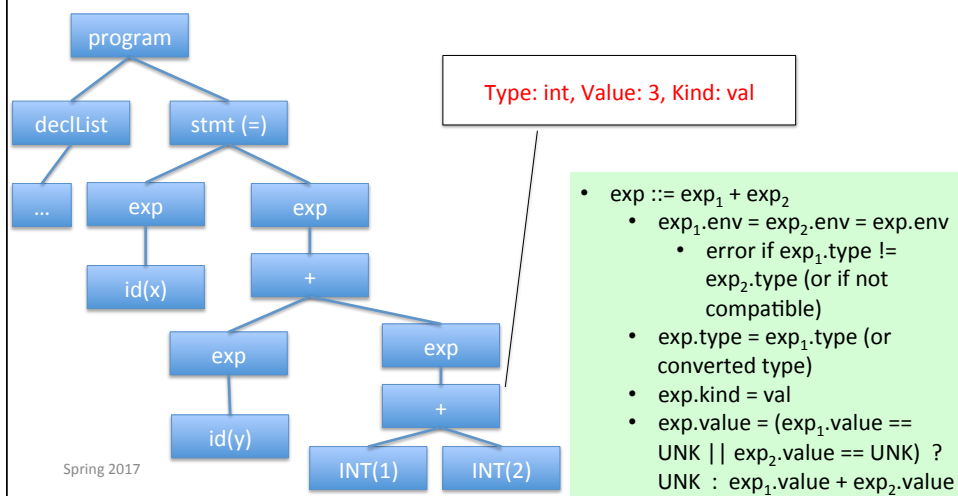 program
Type: int, Value: 3, Kind: val
declList
stmt (=)
...
exp
exp
id(x)
+
exp
exp
id(y)
+
INT(1)
INT(2)
• exp ::= exp₁ + exp₂
• exp₁.env = exp₂.env = exp.env
• error if exp₁.type !=
exp₂.type (or if not
compatible)
• exp.type = exp₁.type (or
converted type)
• exp.kind = val
• exp.value = (exp₁.value ==
UNK || exp₂.value == UNK) ?
UNK : exp₁.value + exp₂.value
Spring 2017